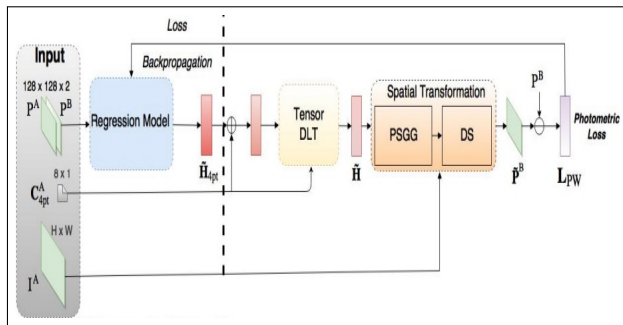 Input
128 x 128 x 2
P^A P^B
8 x 1
C^A_4pt
H x W
I^A
Loss
Backpropagation
Regression Model
H̃_4pt
Tensor
DLT
H̃
Spatial Transformation
PSGG
DS
P̃^B
P^B
L_PW
Photometric
Loss